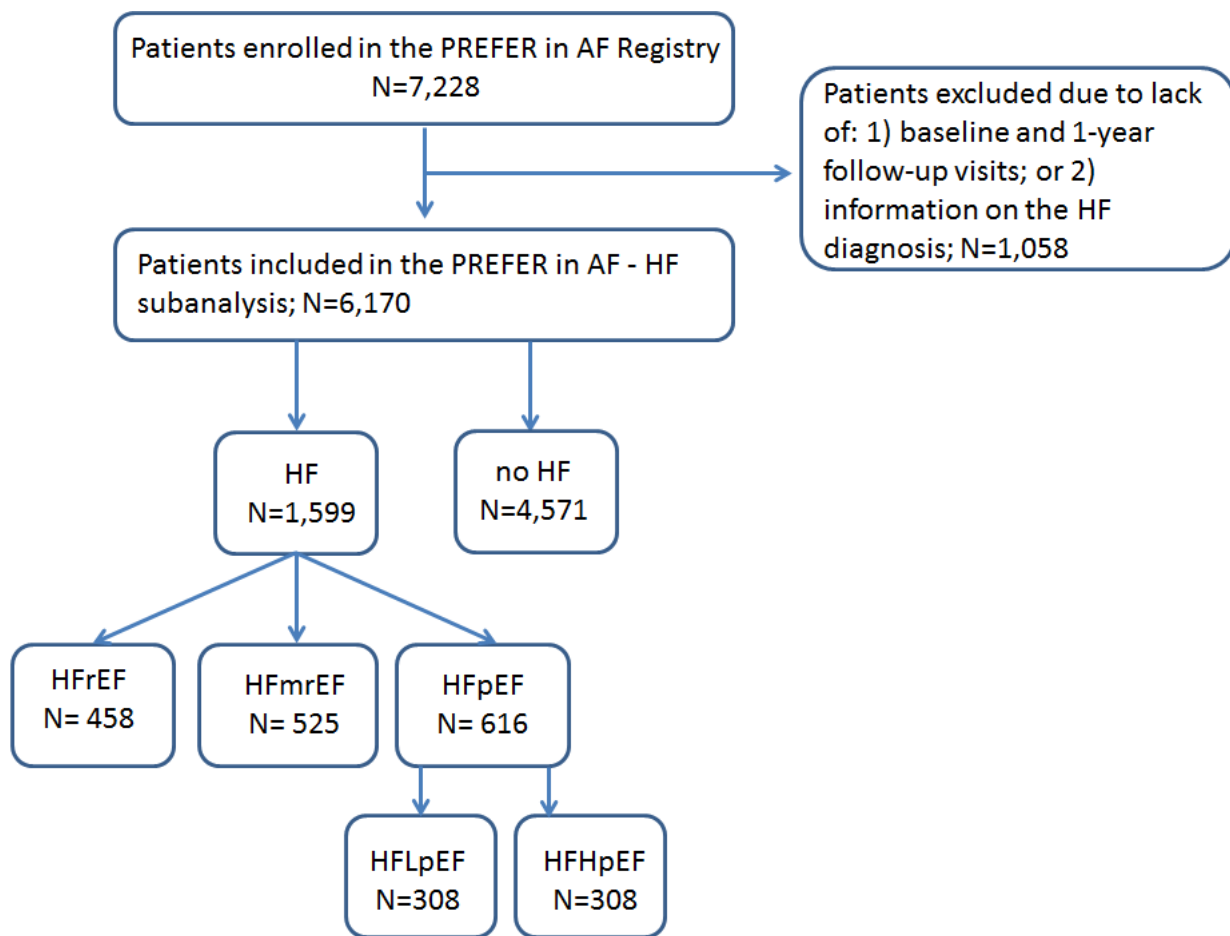 Patients enrolled in the PREFER in AF Registry
N=7,228
Patients excluded due to lack
of: 1) baseline and 1-year
follow-up visits; or 2)
information on the HF
diagnosis; N=1,058
Patients included in the PREFER in AF - HF
subanalysis; N=6,170
HF
N=1,599
no HF
N=4,571
HFrEF
N= 458
HFmrEF
N= 525
HFpEF
N= 616
HFLpEF
N=308
HFHpEF
N=308